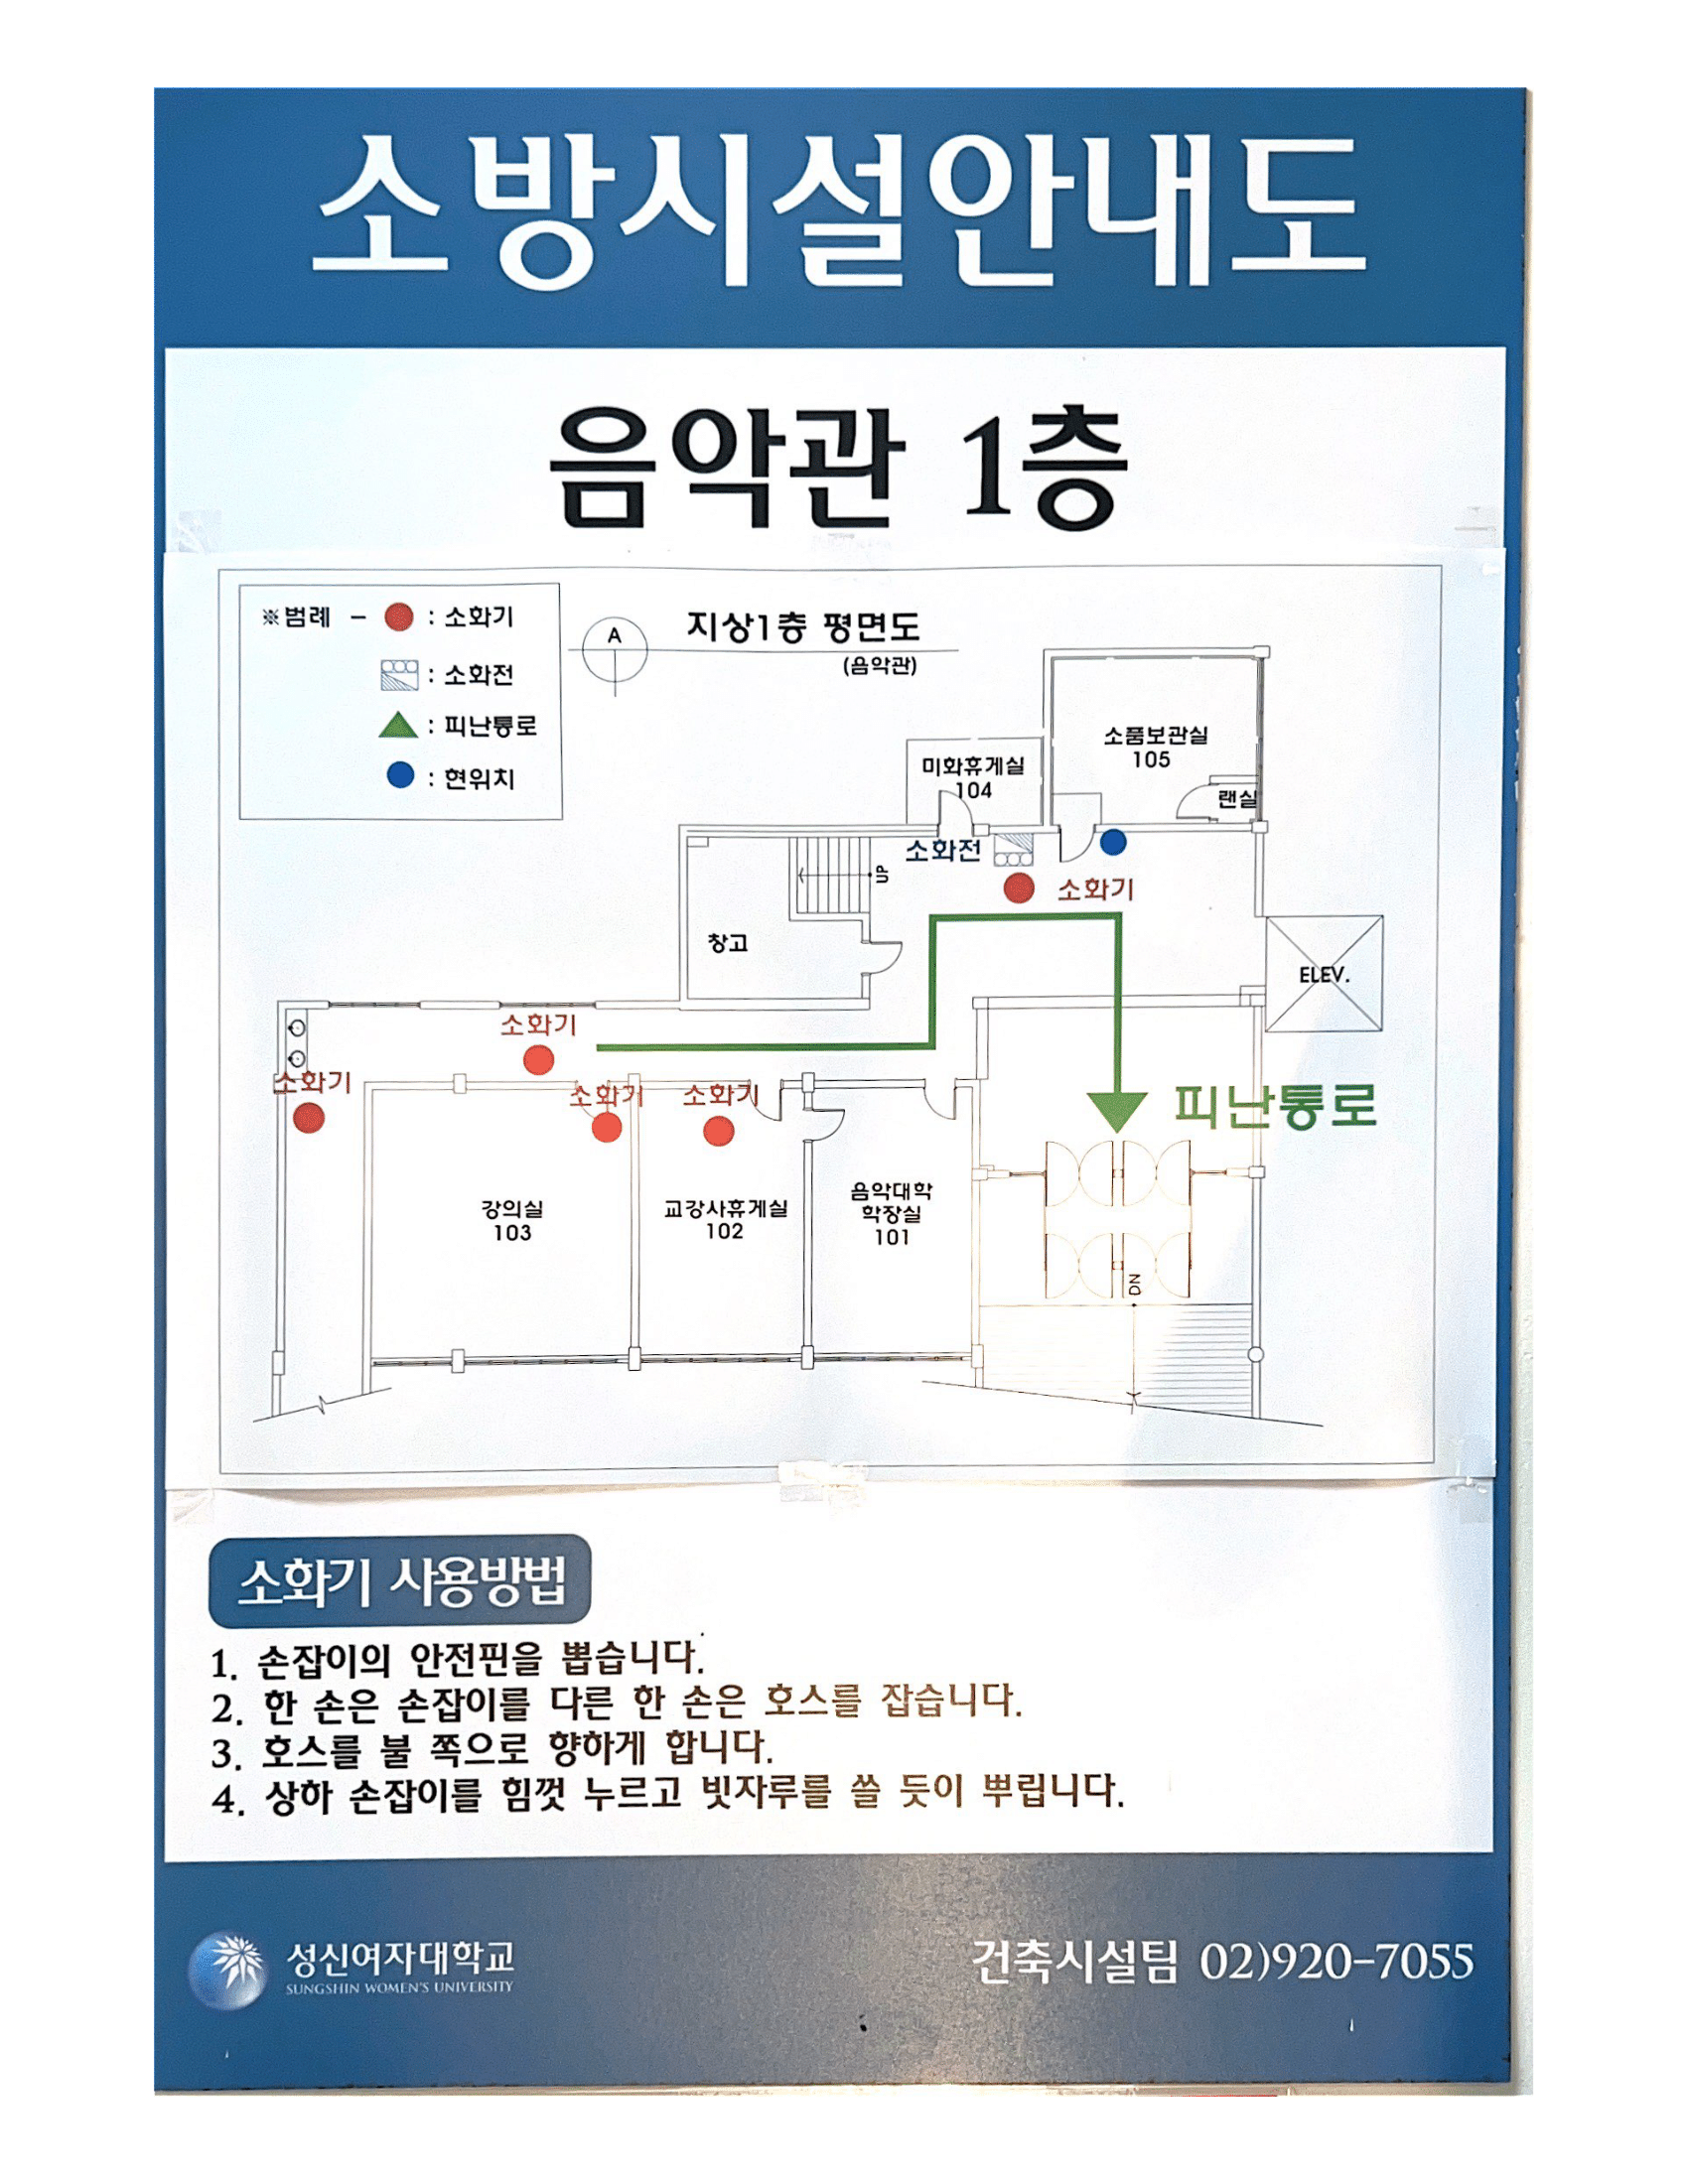 소방시설안내도
음악관 1층
※범례 - : 소화기
: 소화전
: 피난통로
: 현위치
A
지상1층 평면도
(음악관)
소품보관실
105
랜실
미화휴게실
104
소화전
소화기
UP
창고
ELEV.
소화기
소화기
소화기
소화기
피난통로
강의실
103
교강사휴게실
102
음악대학
학장실
101
DN
소화기 사용방법
1. 손잡이의 안전핀을 뽑습니다.
2. 한 손은 손잡이를 다른 한 손은 호스를 잡습니다.
3. 호스를 불 쪽으로 향하게 합니다.
4. 상하 손잡이를 힘껏 누르고 빗자루를 쓸 듯이 뿌립니다.
성신여자대학교
SUNGSHIN WOMEN'S UNIVERSITY
건축시설팀 02)920-7055